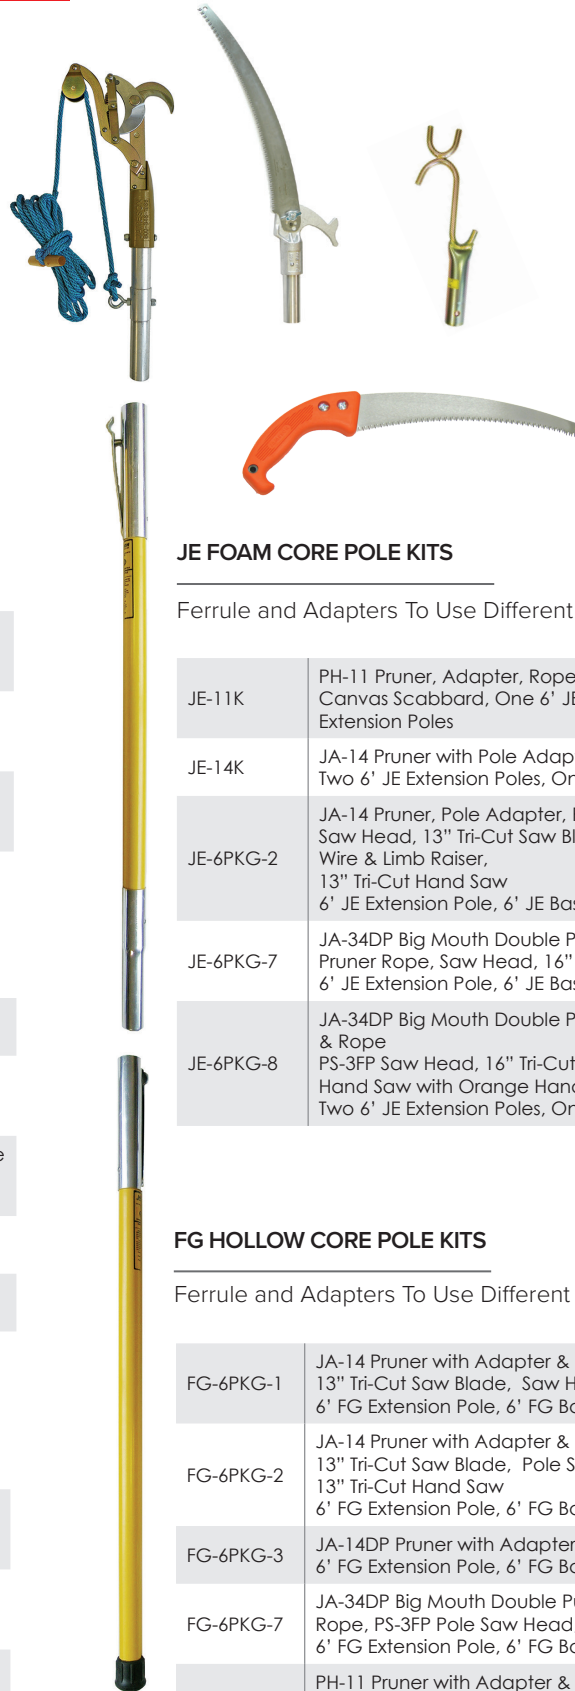 JE FOAM CORE POLE KITS
Ferrule and Adapters To Use Different
JE-11K
PH-11 Pruner, Adapter, Rope
Canvas Scabbard, One 6’ JE
Extension Poles
JE-14K
JA-14 Pruner with Pole Adap
Two 6’ JE Extension Poles, On
JE-6PKG-2
JA-14 Pruner, Pole Adapter,
Saw Head, 13” Tri-Cut Saw Bl
Wire & Limb Raiser,
13” Tri-Cut Hand Saw
6’ JE Extension Pole, 6’ JE Bas
JE-6PKG-7
JA-34DP Big Mouth Double P
Pruner Rope, Saw Head, 16”
6’ JE Extension Pole, 6’ JE Bas
JE-6PKG-8
JA-34DP Big Mouth Double P
& Rope
PS-3FP Saw Head, 16” Tri-Cut
Hand Saw with Orange Hand
Two 6’ JE Extension Poles, On
e
FG HOLLOW CORE POLE KITS
Ferrule and Adapters To Use Different
FG-6PKG-1
JA-14 Pruner with Adapter &
13” Tri-Cut Saw Blade, Saw H
6’ FG Extension Pole, 6’ FG Ba
FG-6PKG-2
JA-14 Pruner with Adapter &
13” Tri-Cut Saw Blade, Pole S
13” Tri-Cut Hand Saw
6’ FG Extension Pole, 6’ FG Ba
FG-6PKG-3
JA-14DP Pruner with Adapter
6’ FG Extension Pole, 6’ FG Ba
FG-6PKG-7
JA-34DP Big Mouth Double Pu
Rope, PS-3FP Pole Saw Head
6’ FG Extension Pole, 6’ FG Ba
PH-11 Pruner with Adapter &